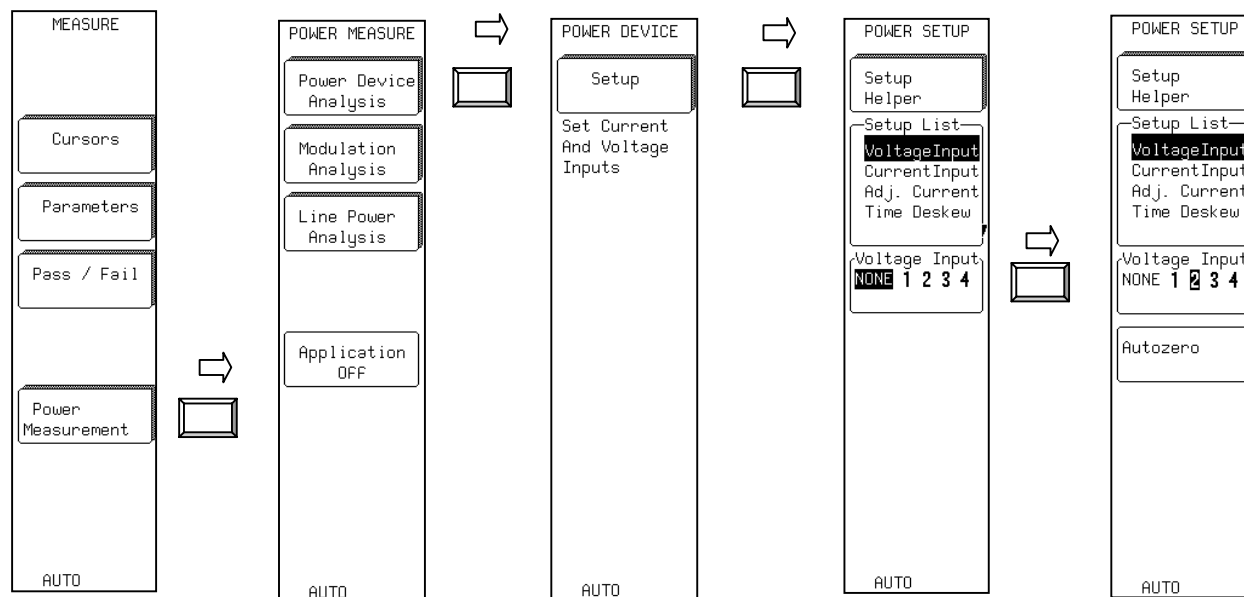 MEASURE
Cursors
Parameters
Pass / Fail
Power
Measurement
AUTO
POWER MEASURE
Power Device
Analysis
Modulation
Analysis
Line Power
Analysis
Application
OFF
AUTO
POWER DEVICE
Setup
Set Current
And Voltage
Inputs
AUTO
POWER SETUP
Setup
Helper
Setup List
VoltageInput
CurrentInput
Adj. Current
Time Deskew
Voltage Input
NONE 1 2 3 4
AUTO
POWER SETUP
Setup
Helper
Setup List
VoltageInput
CurrentInput
Adj. Current
Time Deskew
Voltage Input
NONE 1 2 3 4
Autozero
AUTO